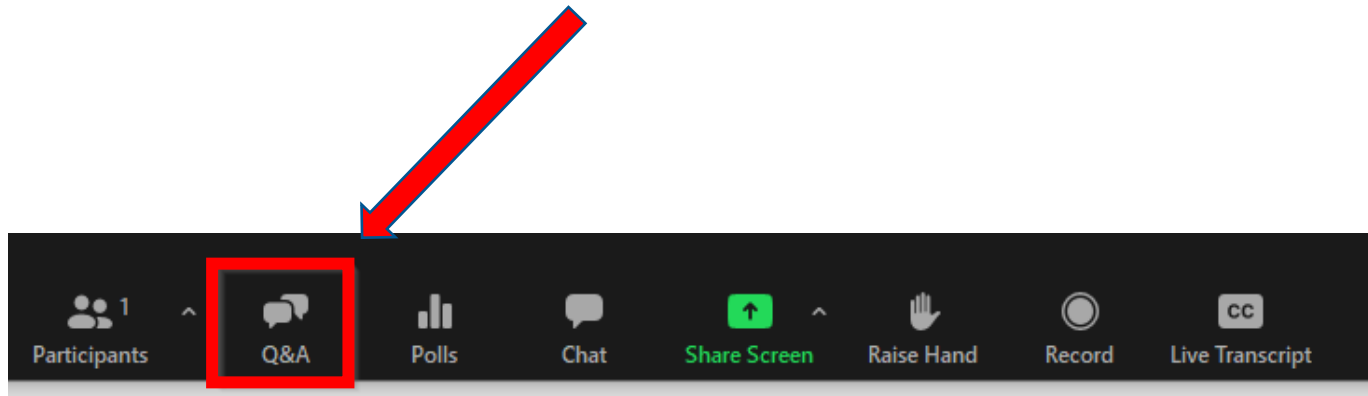 1
Participants
Q&A
Polls
Chat
Share Screen
Raise Hand
Record
CC
Live Transcript